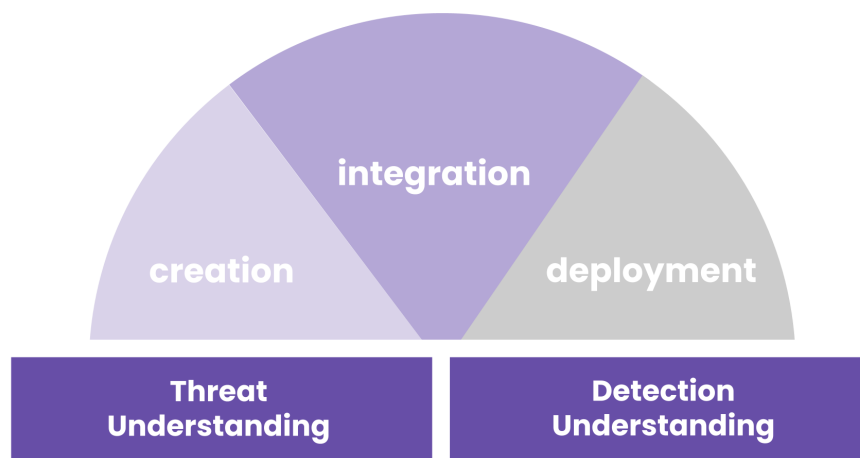 integration
creation
deployment
Threat
Understanding
Detection
Understanding